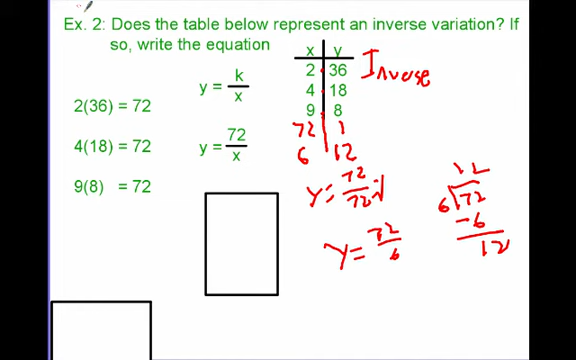 Ex. 2: Does the table below represent an inverse variation? If
so, write the equation
x y
2 36
4 18
9 8
72 1
6 12
Inverse
y = k/x
2(36) = 72
4(18) = 72
9(8) = 72
y = 72/x
y = 72/72 = 1
y = 72/6
12
6 72
-6
12